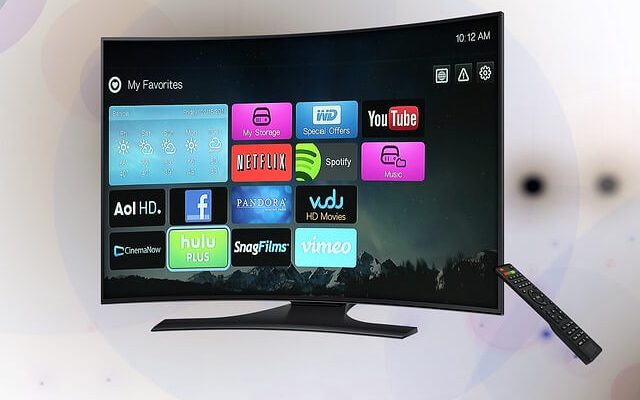 10:12 AM
My Favorites
My Storage
WD
Special Offers
YouTube
NETFLIX
Spotify
Music
Aol HD.
f
PANDORA
vudu
HD Movies
CinemaNow
hulu
PLUS
SnagFilms
vimeo